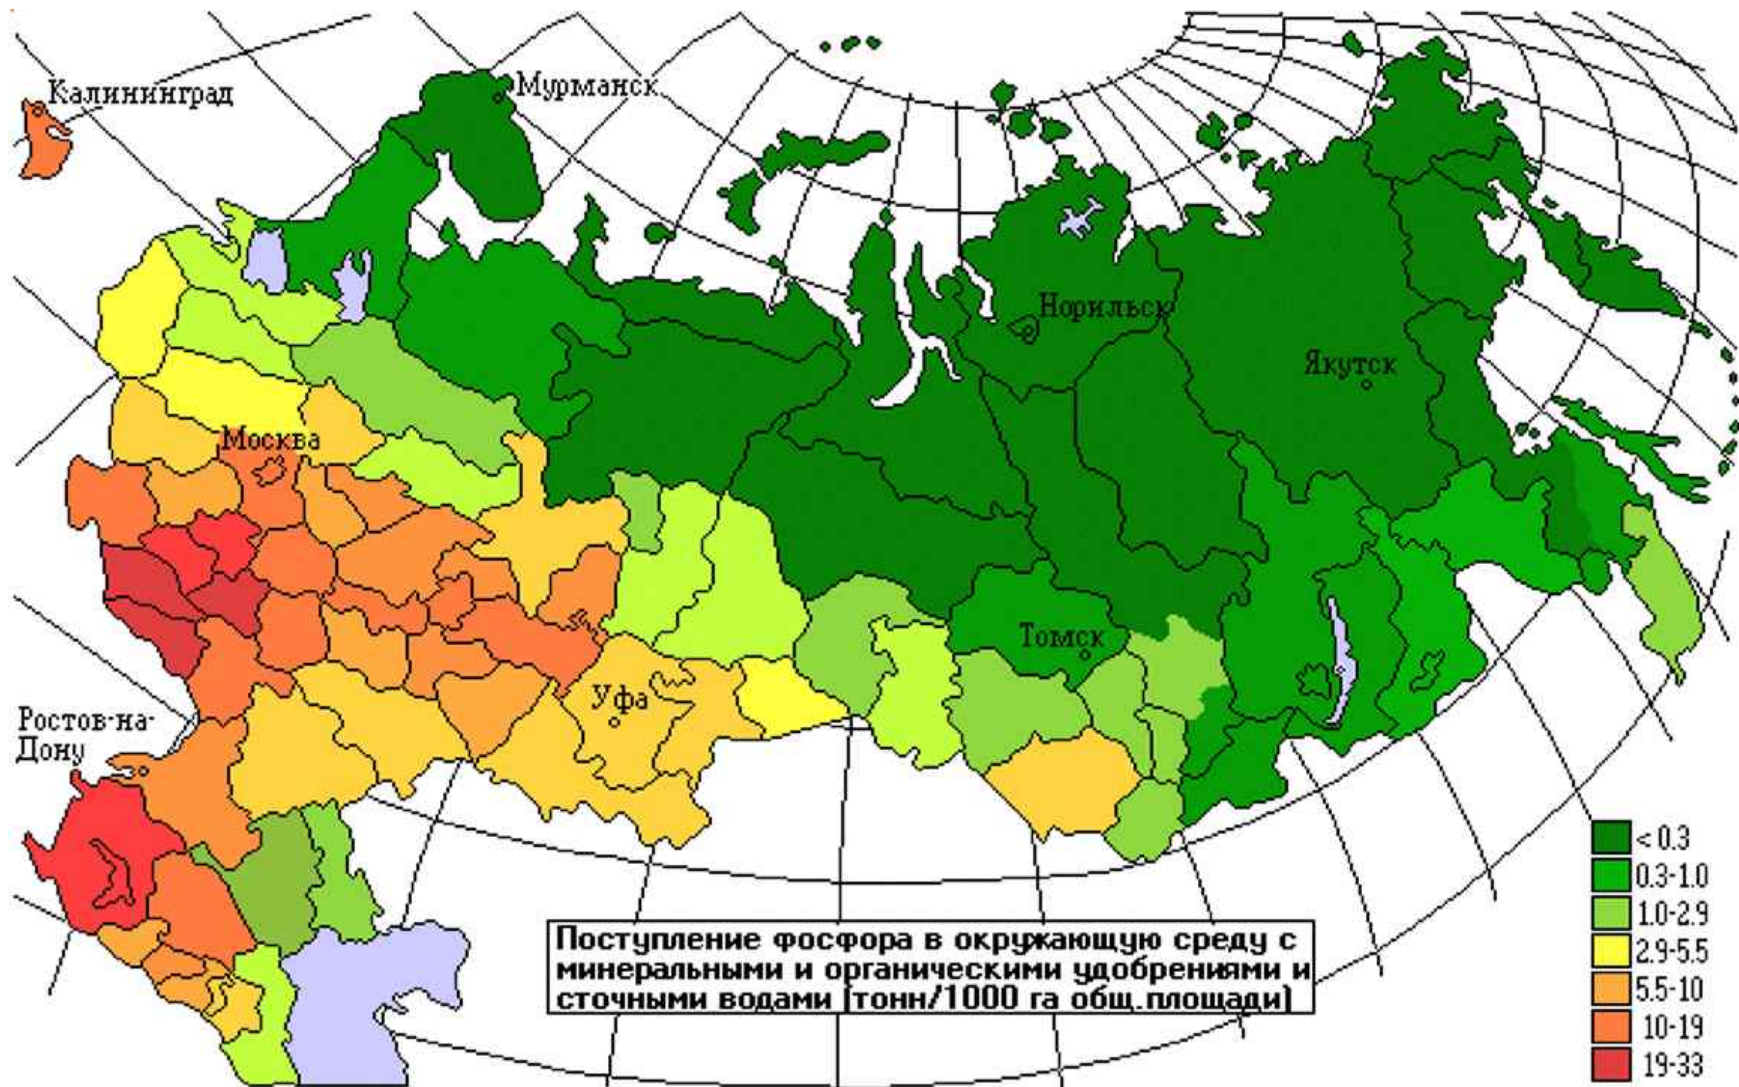 Калининград
Мурманск
Норильск
Якутск
Москва
Томск
Уфа
Ростов-на-
Дону
< 0.3
0.3-1.0
1.0-2.9
2.9-5.5
5.5-10
10-19
19-33
Поступление фосфора в окружающую среду с
минеральными и органическими удобрениями и
сточными водами (тонн/1000 га общ.площади)